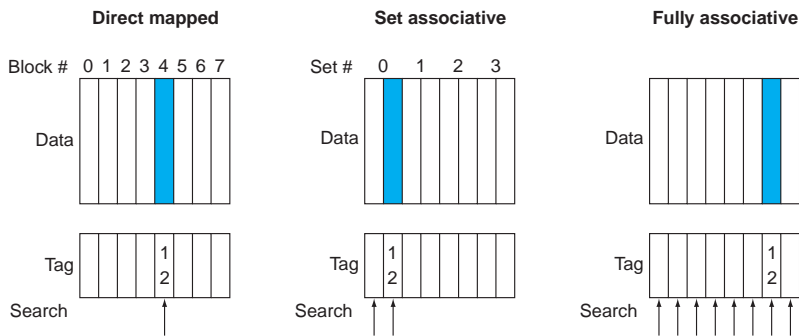 Direct mapped
Block # 0 1 2 3 4 5 6 7
Data
Tag
1
2
Search
Set associative
Set # 0 1 2 3
Data
Tag
1
2
Search
Fully associative
Data
Tag
1
2
Search